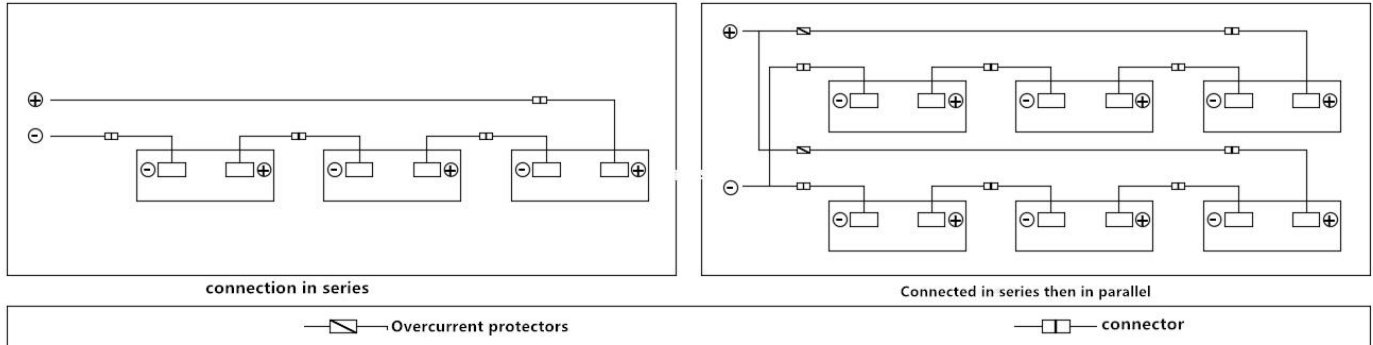 connection in series
Connected in series then in parallel
Overcurrent protectors
connector